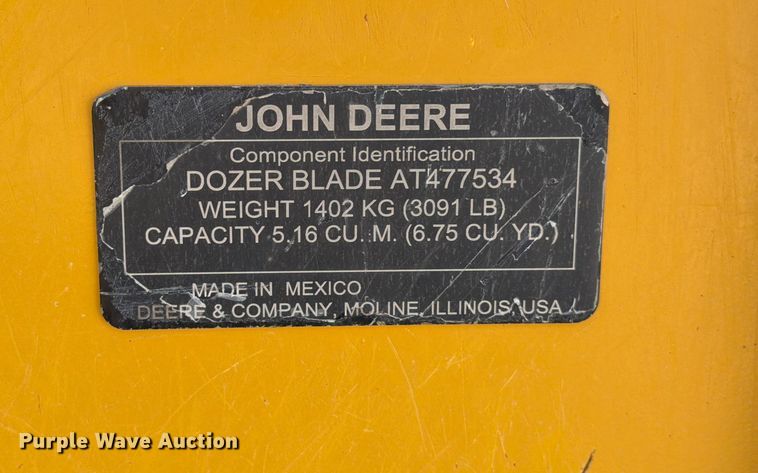 JOHN DEERE
Component Identification
DOZER BLADE AT477534
WEIGHT 1402 KG (3091 LB)
CAPACITY 5.16 CU. M. (6.75 CU. YD.)
MADE IN MEXICO
DEERE & COMPANY, MOLINE, ILLINOIS, USA
Purple Wave Auction